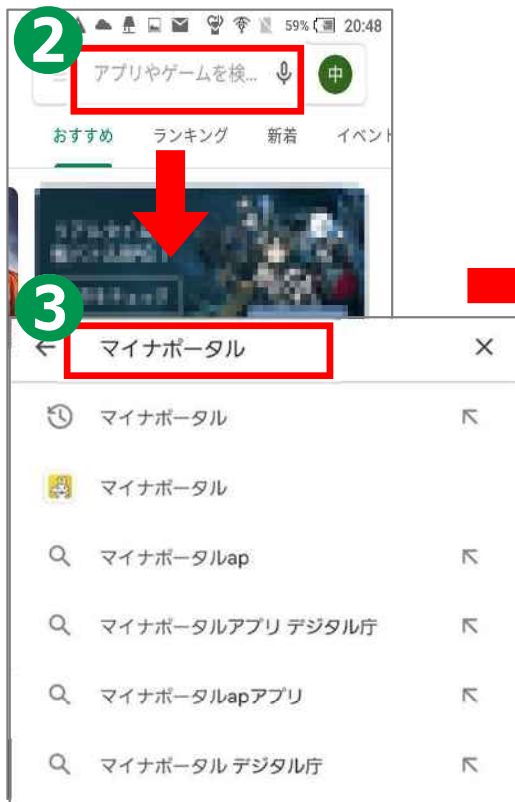 2
59% 20:48
アプリやゲームを検... 中
おすすめ ランキング 新着 イベント
3
マイナポータル
マイナポータル
マイナポータル
マイナポータルap
マイナポータルアプリ デジタル庁
マイナポータルapアプリ
マイナポータル デジタル庁